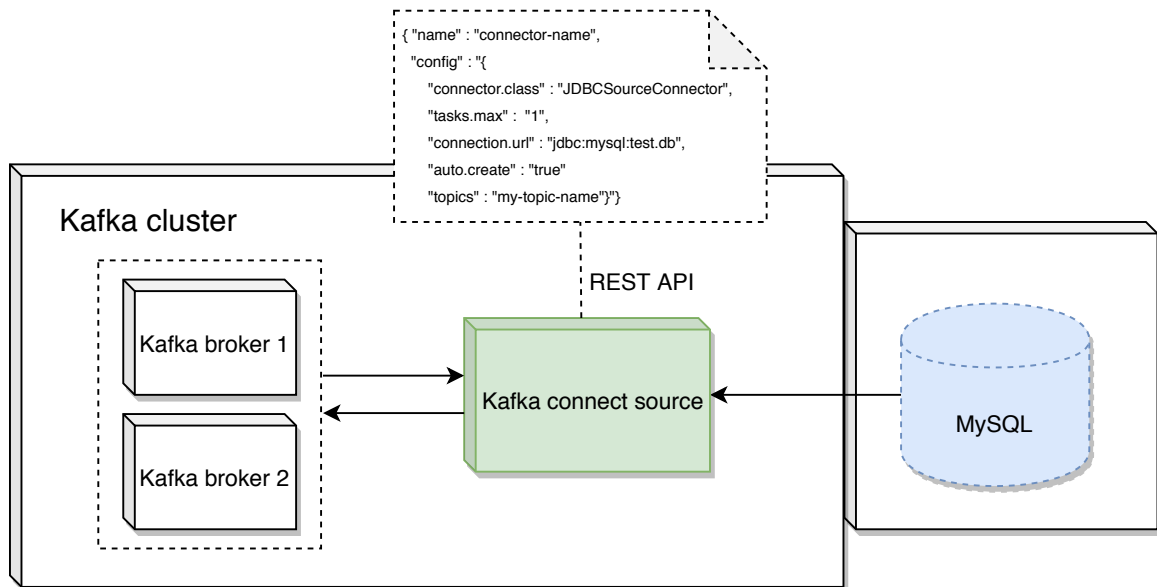 { "name" : "connector-name",
"config" : "{
"connector.class" : "JDBCSourceConnector",
"tasks.max" :  "1",
"connection.url" : "jdbc:mysql:test.db",
"auto.create" : "true"
"topics" : "my-topic-name"}"}
Kafka cluster
REST API
Kafka broker 1
Kafka connect source
MySQL
Kafka broker 2